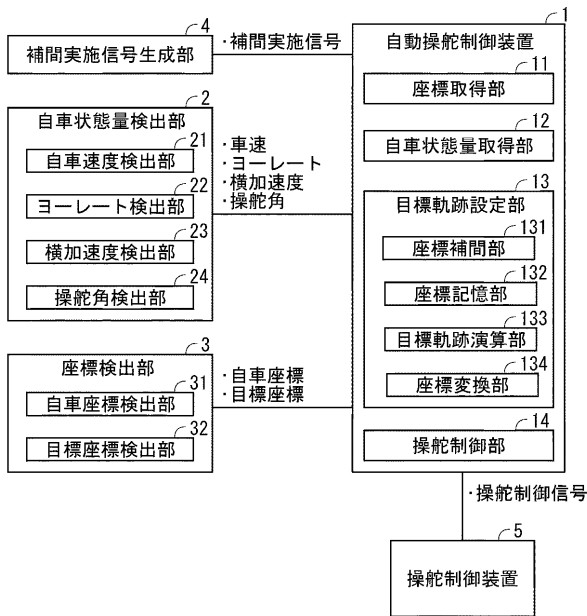 4
補間実施信号生成部
・補間実施信号
2
自車状態量検出部
21
自車速度検出部
22
ヨーレート検出部
23
横加速度検出部
24
操舵角検出部
・車速
・ヨーレート
・横加速度
・操舵角
3
座標検出部
31
自車座標検出部
32
目標座標検出部
・自車座標
・目標座標
1
自動操舵制御装置
11
座標取得部
12
自車状態量取得部
13
目標軌跡設定部
131
座標補間部
132
座標記憶部
133
目標軌跡演算部
134
座標変換部
14
操舵制御部
・操舵制御信号
5
操舵制御装置